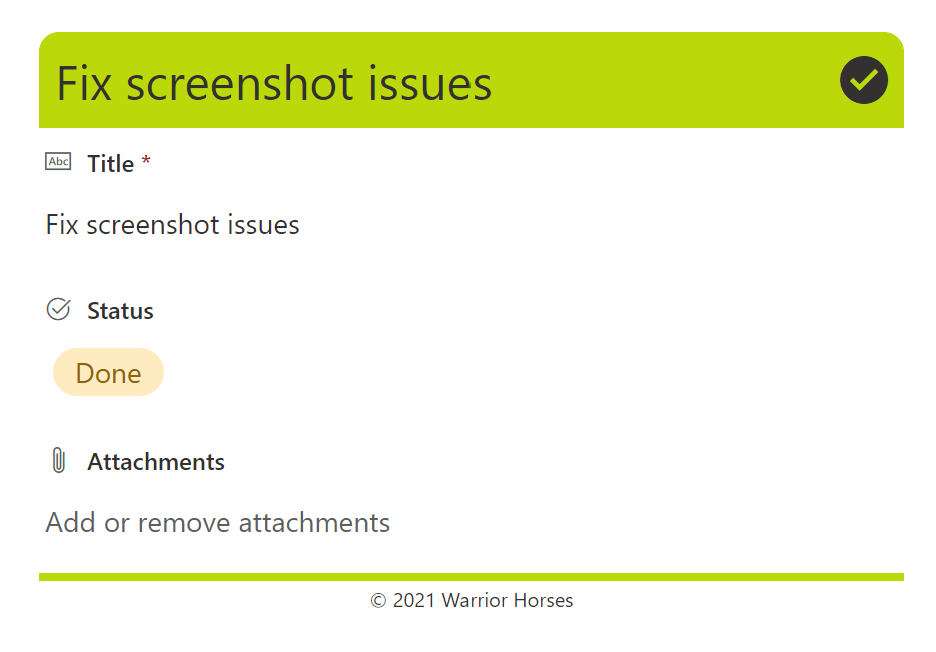 Fix screenshot issues
Abc Title *
Fix screenshot issues
Status
Done
Attachments
Add or remove attachments
© 2021 Warrior Horses